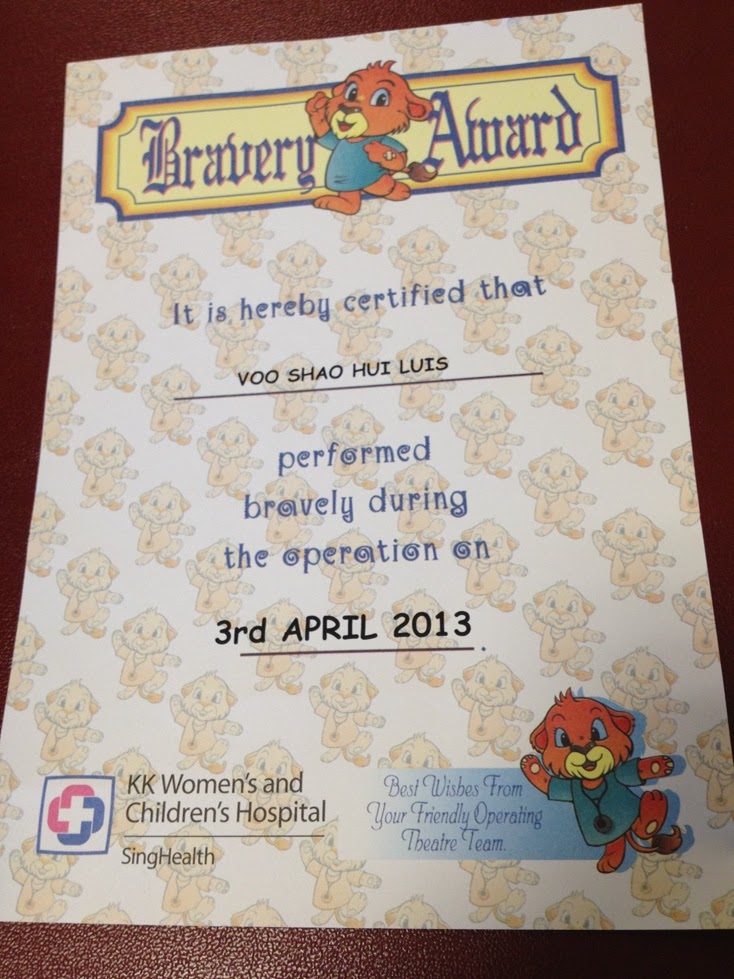 Bravery Award
It is hereby certified that
VOO SHAO HUI LUIS
performed
bravely during
the operation on
3rd APRIL 2013.
KK Women's and
Children's Hospital
SingHealth
Best Wishes From
Your Friendly Operating
Theatre Team.